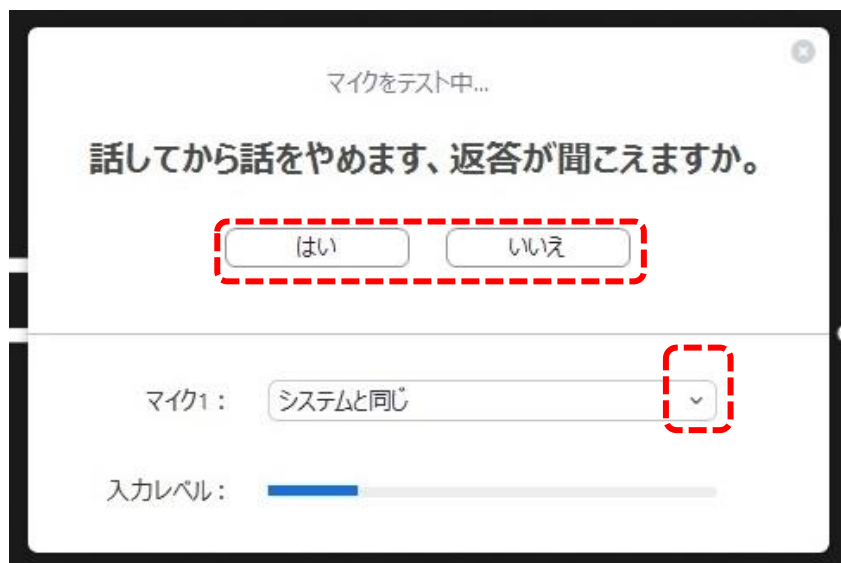 マイクをテスト中...
話してから話をやめます、返答が聞こえますか。
はい
いいえ
マイク1：
システムと同じ
入力レベル：